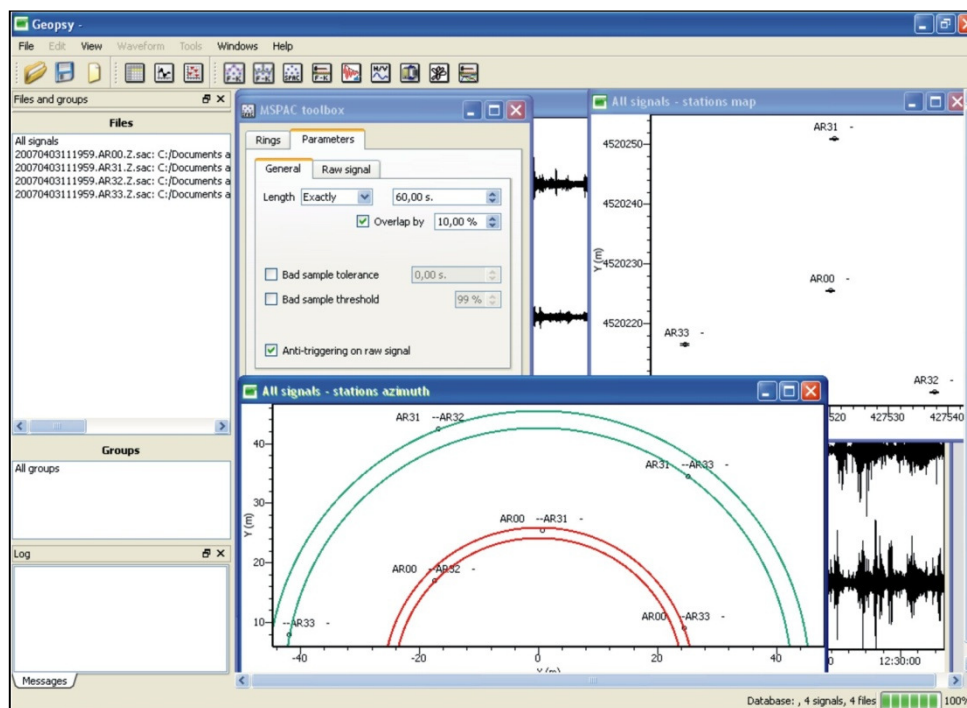 Geopsy -
File Edit View Waveform Tools Windows Help
Files and groups
Files
All signals
20070403111959.AR00.Z.sac: C:/Documents a
20070403111959.AR31.Z.sac: C:/Documents a
20070403111959.AR32.Z.sac: C:/Documents a
20070403111959.AR33.Z.sac: C:/Documents a
Groups
All groups
Log
Messages
MSPAC toolbox
Rings Parameters
General Raw signal
Length Exactly 60,00 s.
Overlap by 10,00 %
Bad sample tolerance 0,00 s.
Bad sample threshold 99 %
Anti-triggering on raw signal
All signals - stations map
AR31 -
4520250
4520240
Y (m)
4520230
AR00 -
4520220
AR33 -
AR32 -
520 427530 427540
All signals - stations azimuth
AR31 --AR32 -
40
AR31 --AR33 -
30
Y (m)
AR00 --AR31 -
20
AR00 --AR32 -
10
--AR33 -
AR00 --AR33 -
-40 -20 0 20 40
Y (m)
0 12:30:00
Database: , 4 signals, 4 files 100%